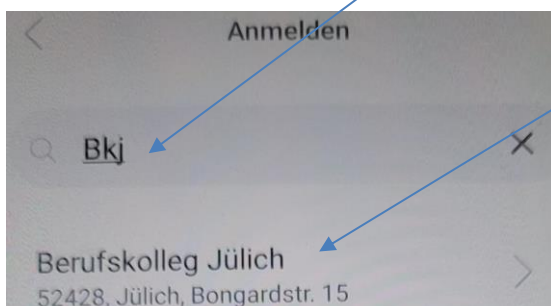 Anmelden
Bkj
Berufskolleg Jülich
52428, Jülich, Bongardstr. 15